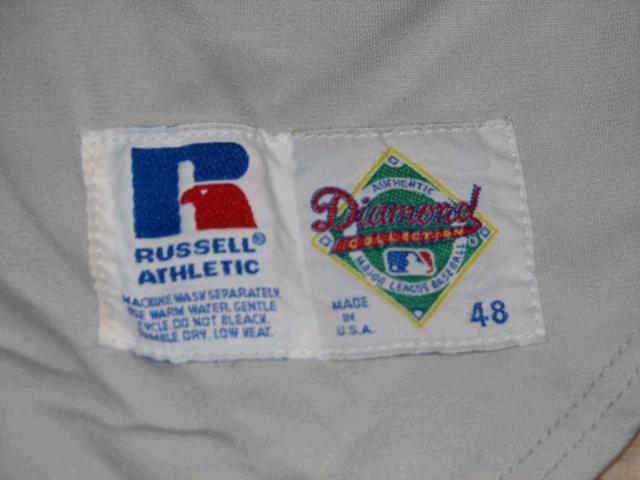 RUSSELL®
ATHLETIC
MACHINE WASH SEPARATELY.
USE WARM WATER, GENTLE
CYCLE. DO NOT BLEACH.
TUMBLE DRY, LOW HEAT.
AUTHENTIC
Diamond
COLLECTION
MAJOR LEAGUE BASEBALL
MADE
IN
U.S.A.
48